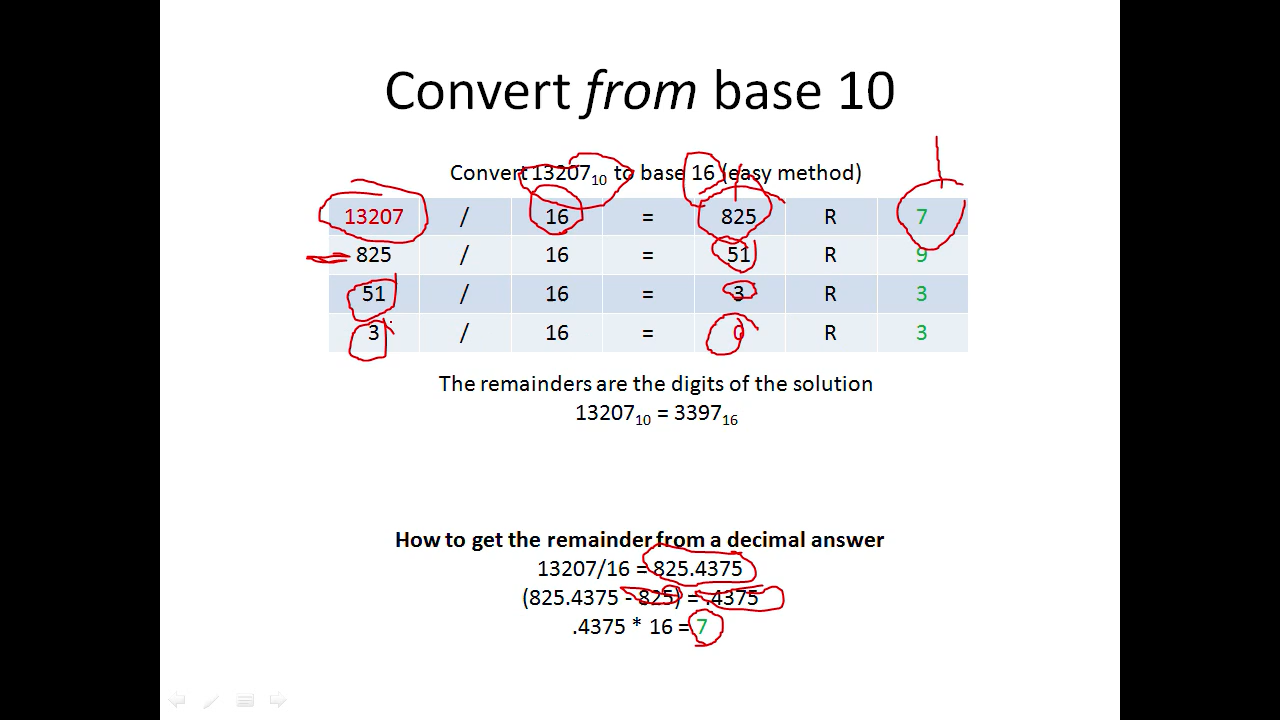 Convert from base 10
Convert 13207₁₀ to base 16 (easy method)
13207 / 16 = 825 R 7
825 / 16 = 51 R 9
51 / 16 = 3 R 3
3 / 16 = 0 R 3
The remainders are the digits of the solution
13207₁₀ = 3397₁₆
How to get the remainder from a decimal answer
13207/16 = 825.4375
(825.4375 - 825) = .4375
.4375 * 16 = 7